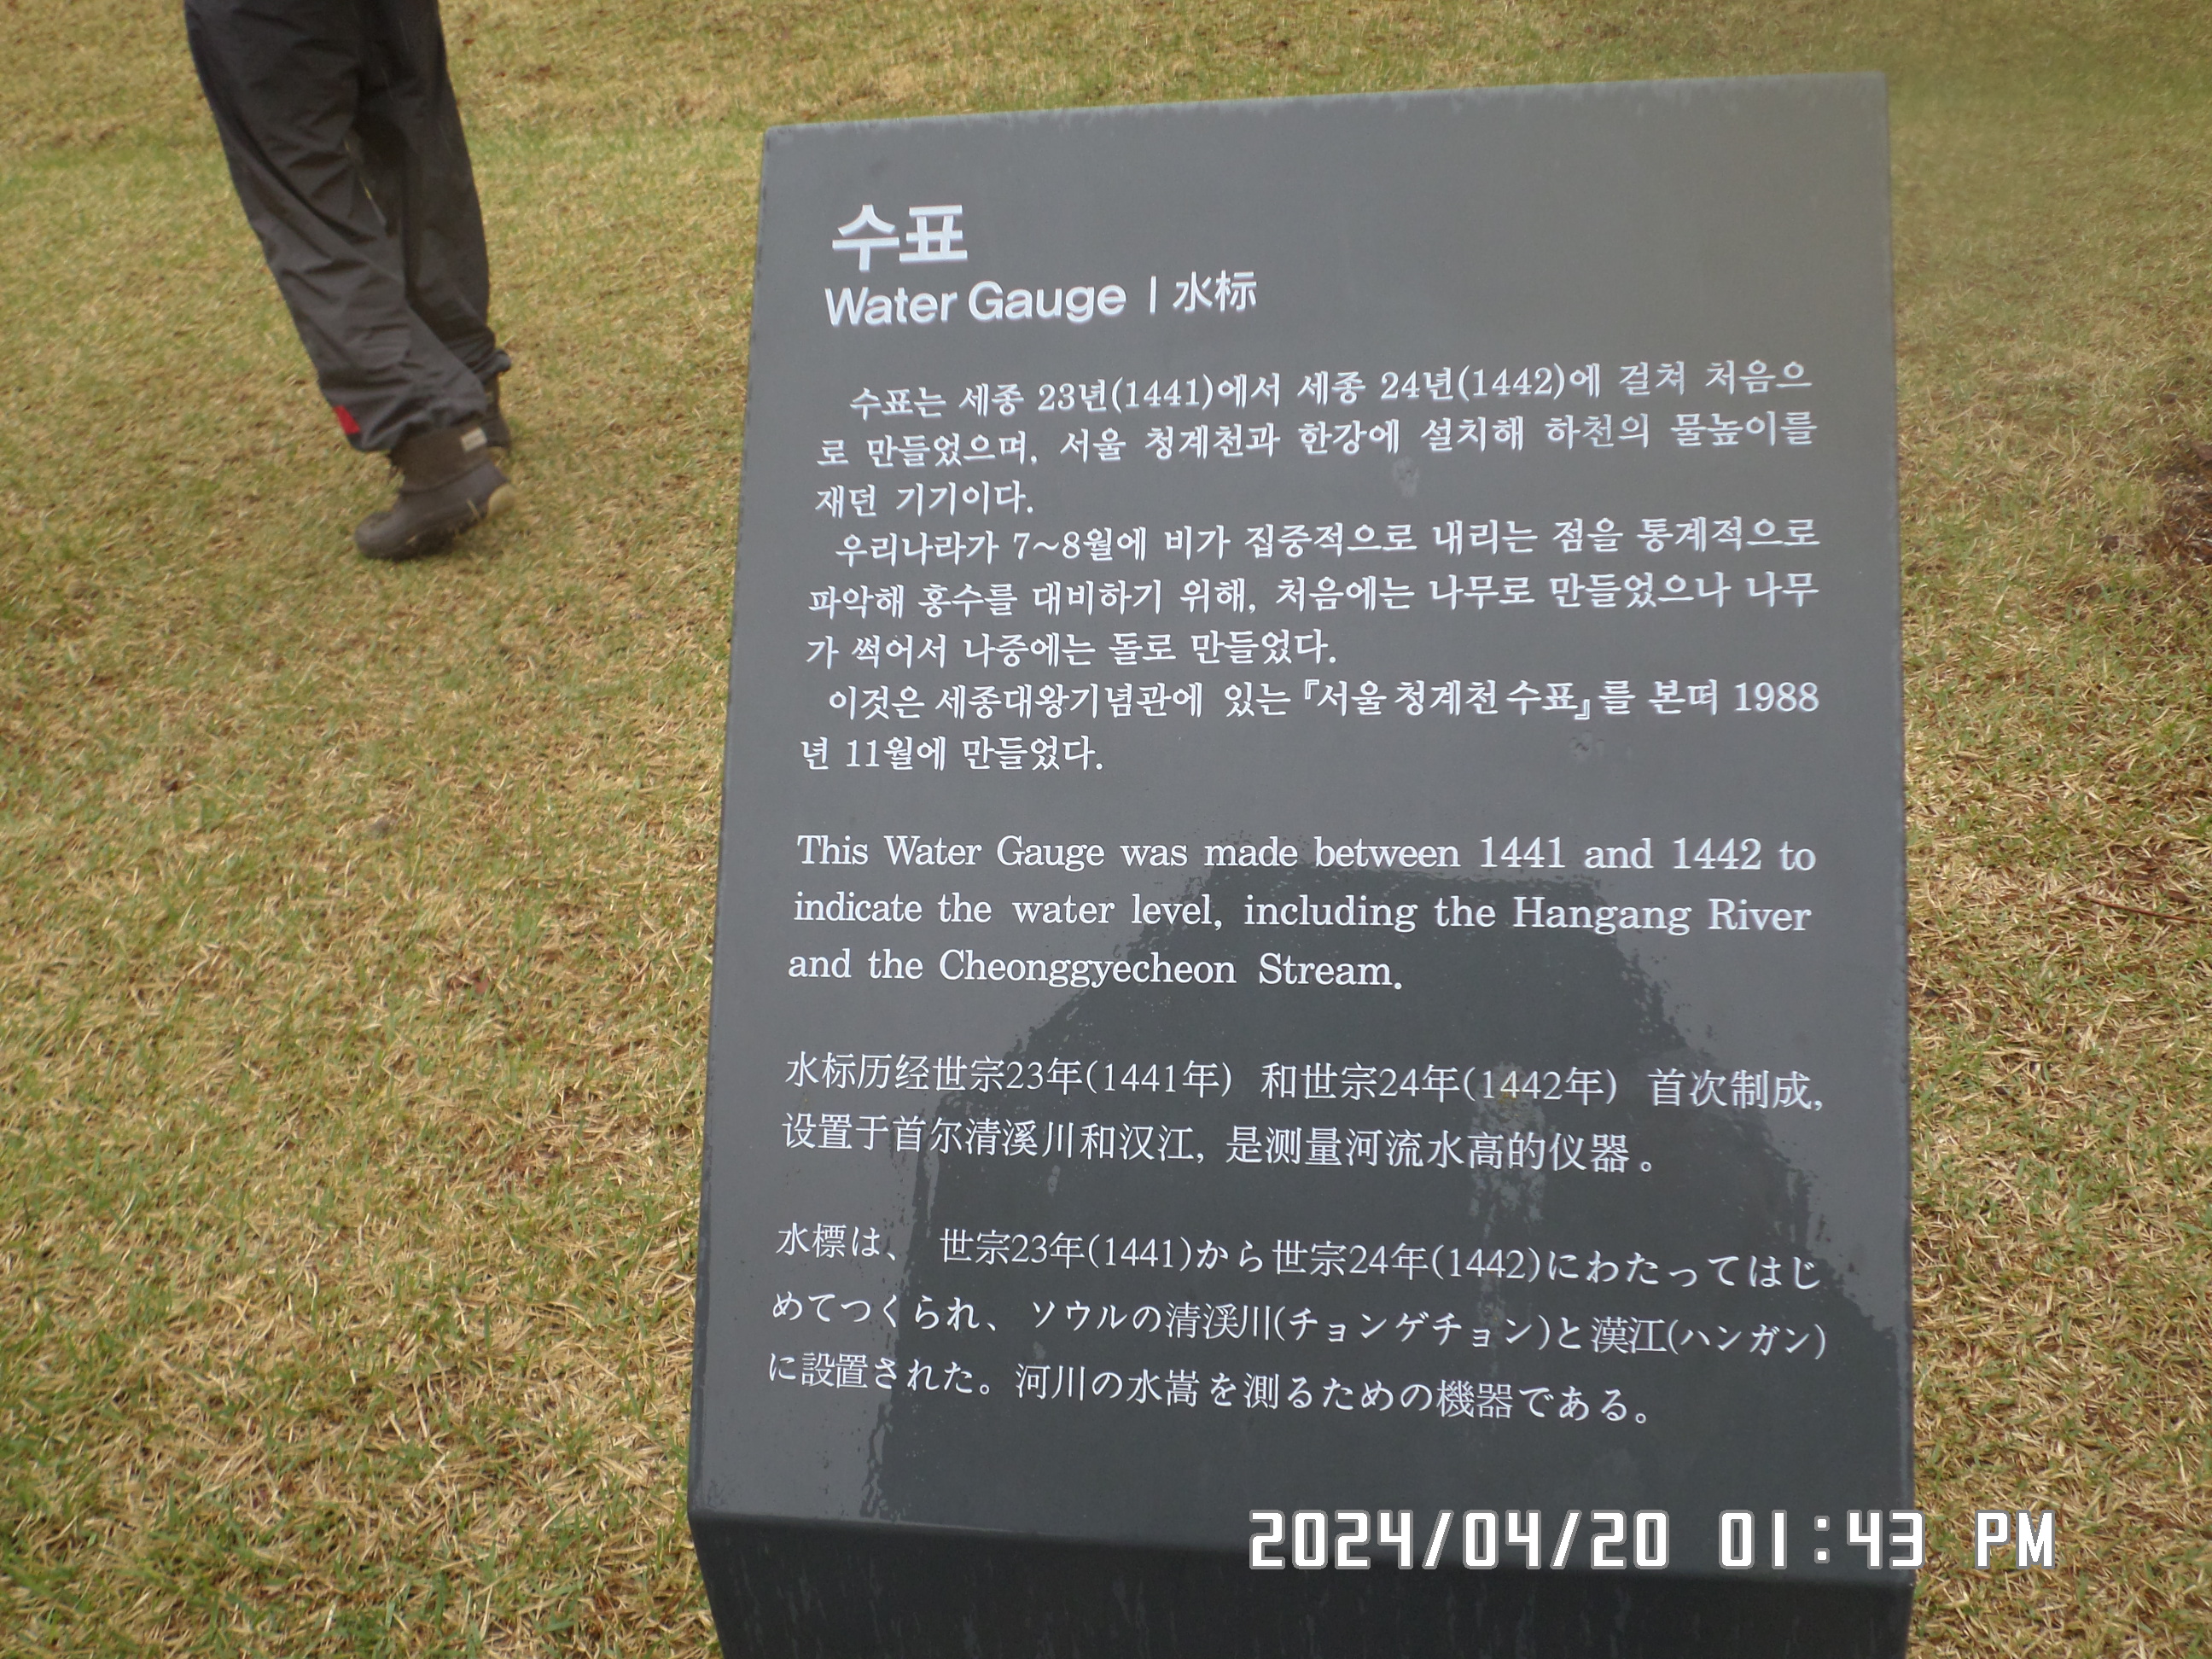 수표
Water Gauge | 水标
수표는 세종 23년(1441)에서 세종 24년(1442)에 걸쳐 처음으
로 만들었으며, 서울 청계천과 한강에 설치해 하천의 물높이를
재던 기기이다.
우리나라가 7~8월에 비가 집중적으로 내리는 점을 통계적으로
파악해 홍수를 대비하기 위해, 처음에는 나무로 만들었으나 나무
가 썩어서 나중에는 돌로 만들었다.
이것은 세종대왕기념관에 있는 『서울 청계천 수표』를 본떠 1988
년 11월에 만들었다.
This Water Gauge was made between 1441 and 1442 to
indicate the water level, including the Hangang River
and the Cheonggyecheon Stream.
水标历经世宗23年(1441年) 和世宗24年(1442年) 首次制成,
设置于首尔清溪川和汉江, 是测量河流水高的仪器。
水標は、 世宗23年(1441)から世宗24年(1442)にわたってはじ
めてつくられ、 ソウルの清渓川(チョンゲチョン)と漢江(ハンガン)
に設置された。河川の水嵩を測るための機器である。
2024/04/20 01:43 PM